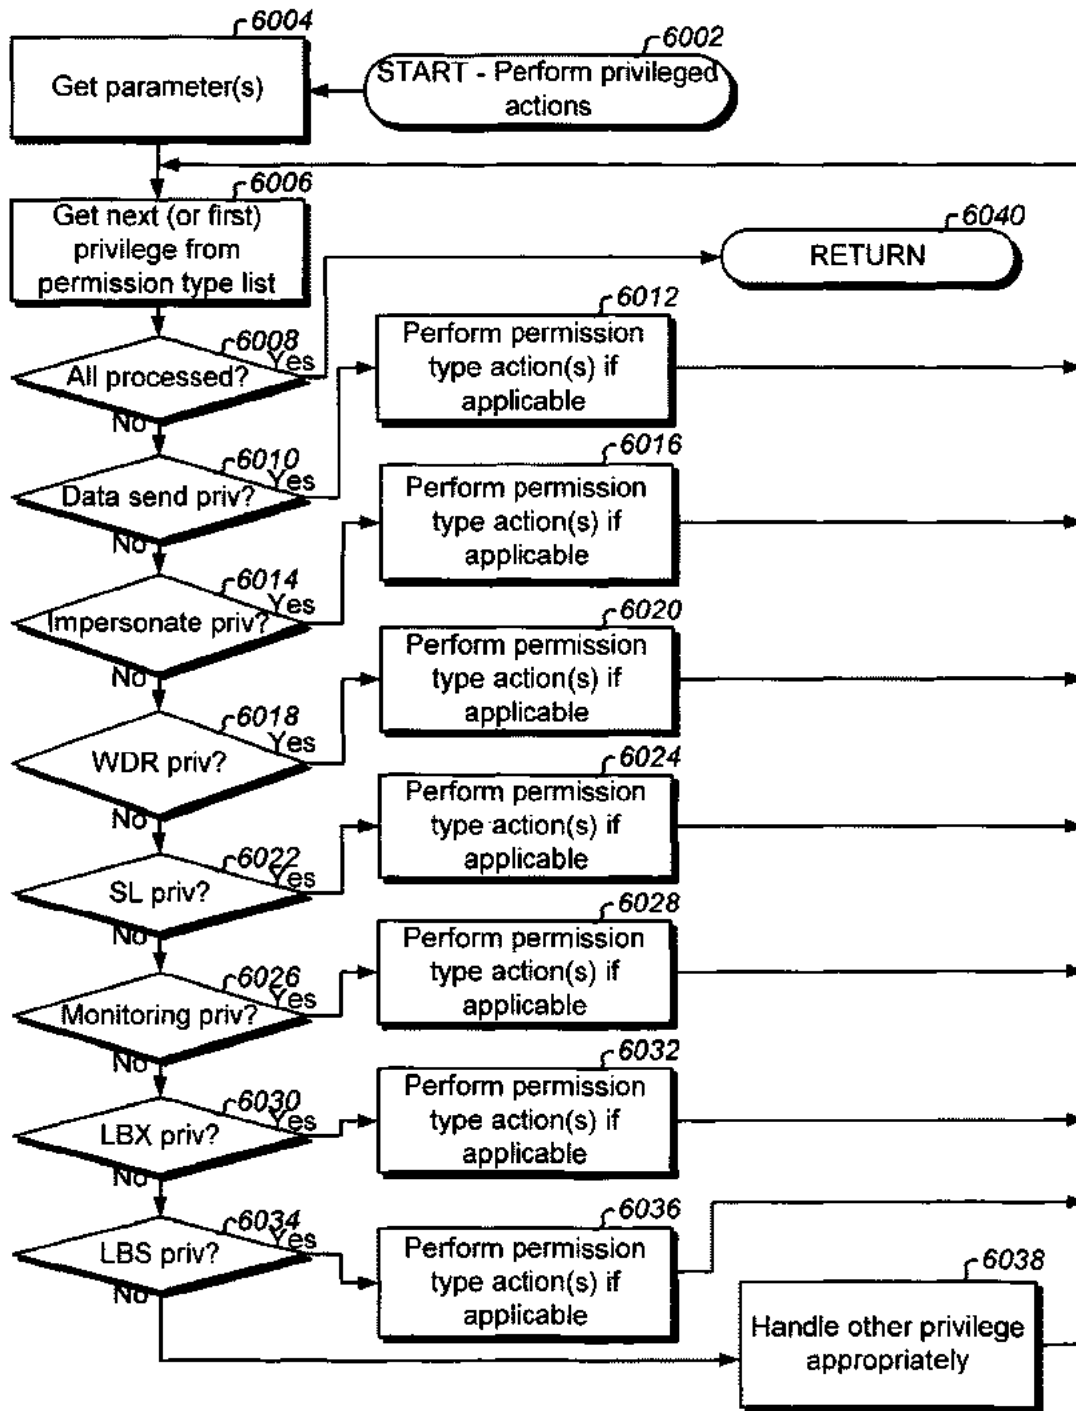 6004
Get parameter(s)
6002
START - Perform privileged
actions
6006
Get next (or first)
privilege from
permission type list
6040
RETURN
6008
All processed?
Yes
No
6012
Perform permission
type action(s) if
applicable
6010
Data send priv?
Yes
No
6016
Perform permission
type action(s) if
applicable
6014
Impersonate priv?
Yes
No
6020
Perform permission
type action(s) if
applicable
6018
WDR priv?
Yes
No
6024
Perform permission
type action(s) if
applicable
6022
SL priv?
Yes
No
6028
Perform permission
type action(s) if
applicable
6026
Monitoring priv?
Yes
No
6032
Perform permission
type action(s) if
applicable
6030
LBX priv?
Yes
No
6036
Perform permission
type action(s) if
applicable
6034
LBS priv?
Yes
No
6038
Handle other privilege
appropriately